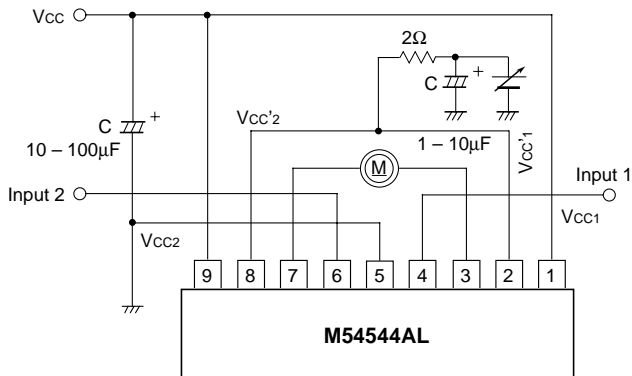 Vcc
2Ω
C
+
C
+
10 – 100μF
Vcc'2
1 – 10μF
Vcc'1
M
Input 2
Input 1
Vcc2
Vcc1
9 8 7 6 5 4 3 2 1
M54544AL